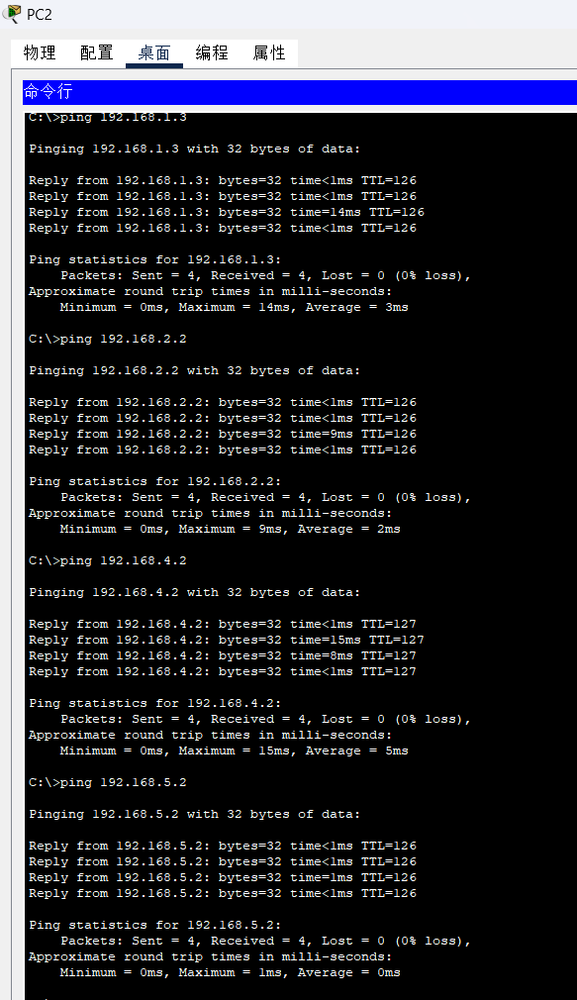 PC2
物理 配置 桌面 编程 属性
命令行
C:\>ping 192.168.1.3
Pinging 192.168.1.3 with 32 bytes of data:
Reply from 192.168.1.3: bytes=32 time<1ms TTL=126
Reply from 192.168.1.3: bytes=32 time<1ms TTL=126
Reply from 192.168.1.3: bytes=32 time=14ms TTL=126
Reply from 192.168.1.3: bytes=32 time<1ms TTL=126
Ping statistics for 192.168.1.3:
    Packets: Sent = 4, Received = 4, Lost = 0 (0% loss),
Approximate round trip times in milli-seconds:
    Minimum = 0ms, Maximum = 14ms, Average = 3ms
C:\>ping 192.168.2.2
Pinging 192.168.2.2 with 32 bytes of data:
Reply from 192.168.2.2: bytes=32 time<1ms TTL=126
Reply from 192.168.2.2: bytes=32 time<1ms TTL=126
Reply from 192.168.2.2: bytes=32 time=9ms TTL=126
Reply from 192.168.2.2: bytes=32 time<1ms TTL=126
Ping statistics for 192.168.2.2:
    Packets: Sent = 4, Received = 4, Lost = 0 (0% loss),
Approximate round trip times in milli-seconds:
    Minimum = 0ms, Maximum = 9ms, Average = 2ms
C:\>ping 192.168.4.2
Pinging 192.168.4.2 with 32 bytes of data:
Reply from 192.168.4.2: bytes=32 time<1ms TTL=127
Reply from 192.168.4.2: bytes=32 time=15ms TTL=127
Reply from 192.168.4.2: bytes=32 time=8ms TTL=127
Reply from 192.168.4.2: bytes=32 time<1ms TTL=127
Ping statistics for 192.168.4.2:
    Packets: Sent = 4, Received = 4, Lost = 0 (0% loss),
Approximate round trip times in milli-seconds:
    Minimum = 0ms, Maximum = 15ms, Average = 5ms
C:\>ping 192.168.5.2
Pinging 192.168.5.2 with 32 bytes of data:
Reply from 192.168.5.2: bytes=32 time<1ms TTL=126
Reply from 192.168.5.2: bytes=32 time<1ms TTL=126
Reply from 192.168.5.2: bytes=32 time=1ms TTL=126
Reply from 192.168.5.2: bytes=32 time<1ms TTL=126
Ping statistics for 192.168.5.2:
    Packets: Sent = 4, Received = 4, Lost = 0 (0% loss),
Approximate round trip times in milli-seconds:
    Minimum = 0ms, Maximum = 1ms, Average = 0ms